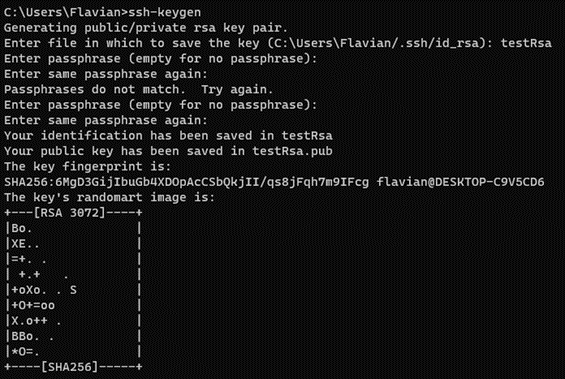 C:\Users\Flavian>ssh-keygen
Generating public/private rsa key pair.
Enter file in which to save the key (C:\Users\Flavian/.ssh/id_rsa): testRsa
Enter passphrase (empty for no passphrase):
Enter same passphrase again:
Passphrases do not match.  Try again.
Enter passphrase (empty for no passphrase):
Enter same passphrase again:
Your identification has been saved in testRsa
Your public key has been saved in testRsa.pub
The key fingerprint is:
SHA256:6MgD3GijIbuGb4XDOpAcCSbQkjII/qs8jFqh7m9IFcg flavian@DESKTOP-C9V5CD6
The key's randomart image is:
+---[RSA 3072]----+
|Bo.              |
|XE..             |
|=+. .            |
| +.+   .         |
|+oXo. . S        |
|+O+=oo           |
|X.o++ .          |
|BBo. .           |
|*O=.             |
+----[SHA256]-----+